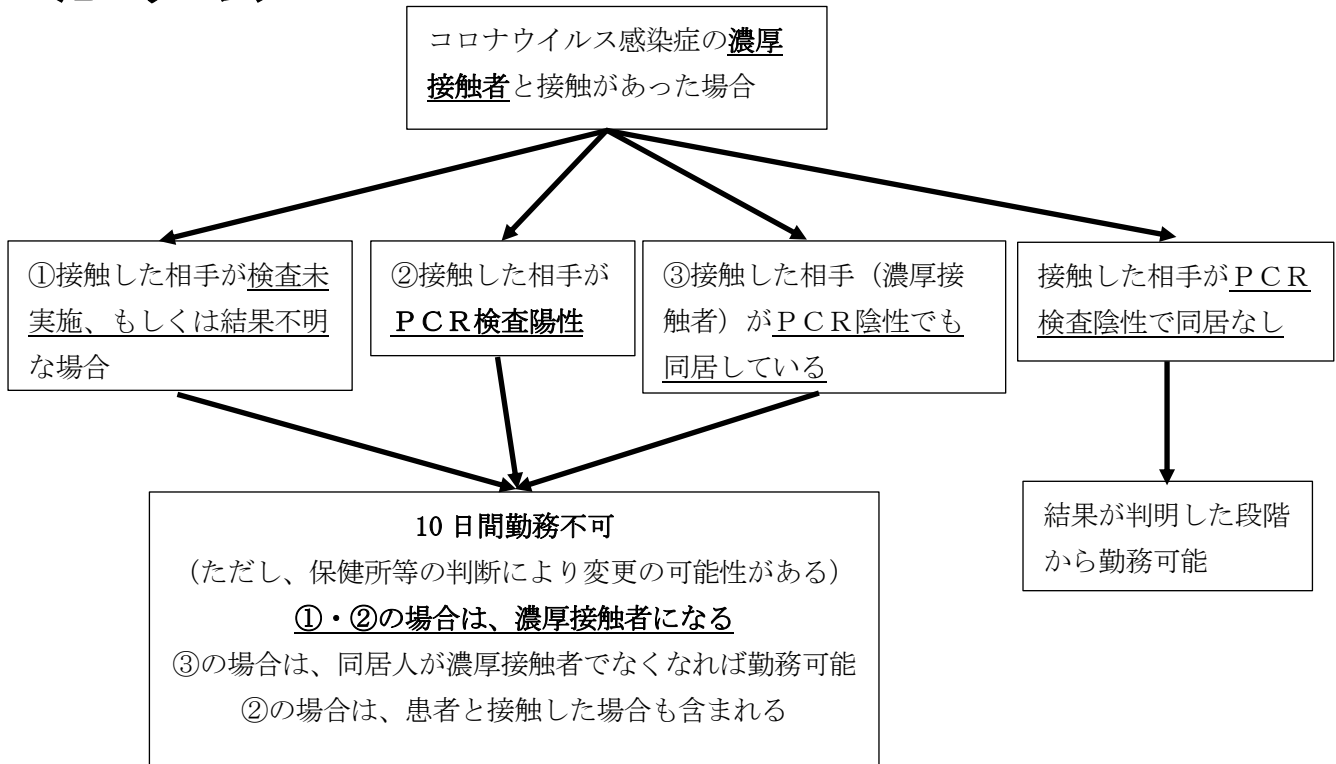 コロナウイルス感染症の濃厚
接触者と接触があった場合
①接触した相手が検査未
実施、もしくは結果不明
な場合
②接触した相手が
ＰＣＲ検査陽性
③接触した相手（濃厚接
触者）がＰＣＲ陰性でも
同居している
接触した相手がＰＣＲ
検査陰性で同居なし
10 日間勤務不可
（ただし、保健所等の判断により変更の可能性がある）
①・②の場合は、濃厚接触者になる
③の場合は、同居人が濃厚接触者でなくなれば勤務可能
②の場合は、患者と接触した場合も含まれる
結果が判明した段階
から勤務可能